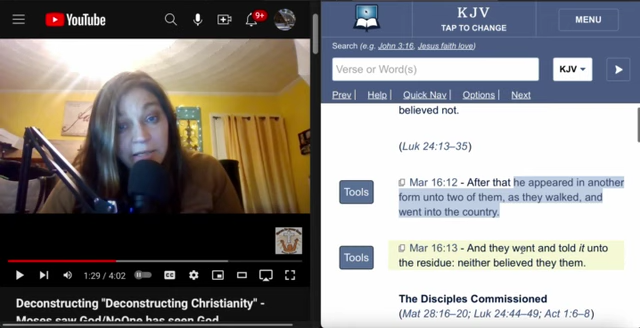 YouTube
9+
1:29 / 4:02
CC
Deconstructing "Deconstructing Christianity" -
Moses saw God/NoOne has seen God
KJV
TAP TO CHANGE
MENU
Search (e.g. John 3:16, Jesus faith love)
Verse or Word(s)
KJV
Prev | Help | Quick Nav | Options | Next
believed not.
(Luk 24:13–35)
Tools
Mar 16:12 - After that he appeared in another
form unto two of them, as they walked, and
went into the country.
Tools
Mar 16:13 - And they went and told it unto
the residue: neither believed they them.
The Disciples Commissioned
(Mat 28:16–20; Luk 24:44–49; Act 1:6–8)